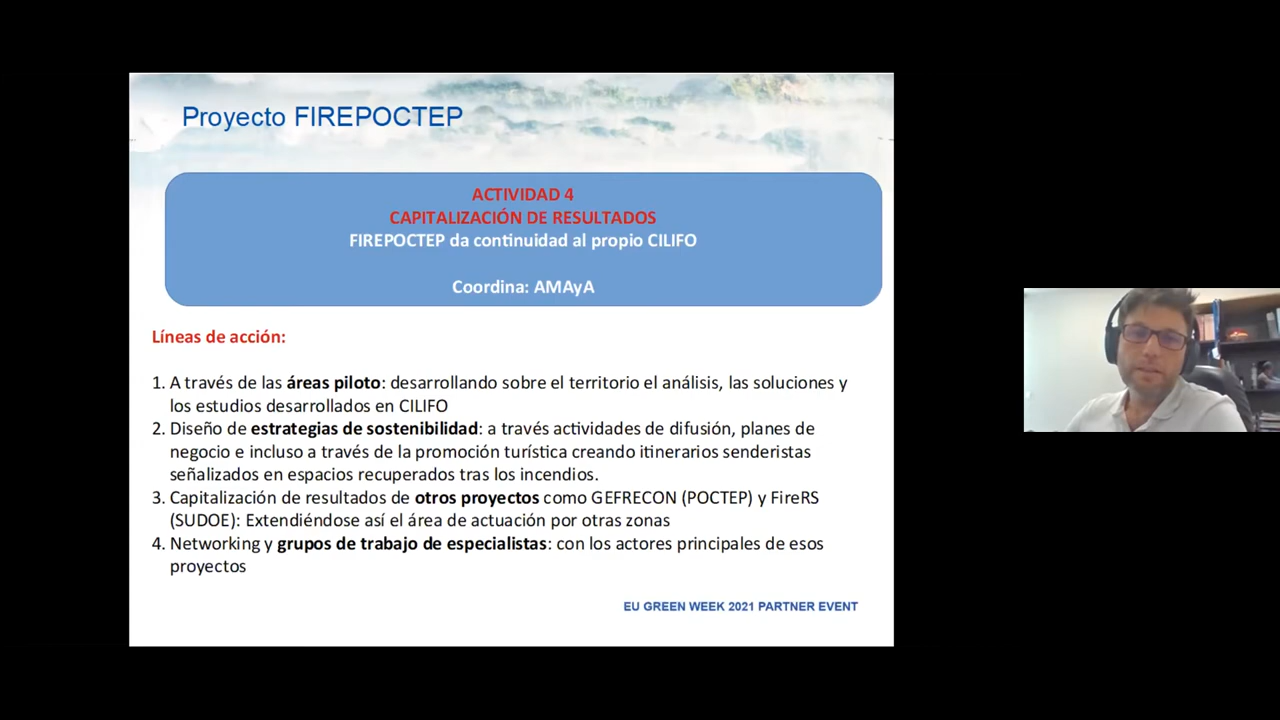 Proyecto FIREPOCTEP
ACTIVIDAD 4
CAPITALIZACIÓN DE RESULTADOS
FIREPOCTEP da continuidad al propio CILIFO
Coordina: AMAyA
Líneas de acción:
1. A través de las áreas piloto: desarrollando sobre el territorio el análisis, las soluciones y
los estudios desarrollados en CILIFO
2. Diseño de estrategias de sostenibilidad: a través actividades de difusión, planes de
negocio e incluso a través de la promoción turística creando itinerarios senderistas
señalizados en espacios recuperados tras los incendios.
3. Capitalización de resultados de otros proyectos como GEFRECON (POCTEP) y FireRS
(SUDOE): Extendiéndose así el área de actuación por otras zonas
4. Networking y grupos de trabajo de especialistas: con los actores principales de esos
proyectos
EU GREEN WEEK 2021 PARTNER EVENT